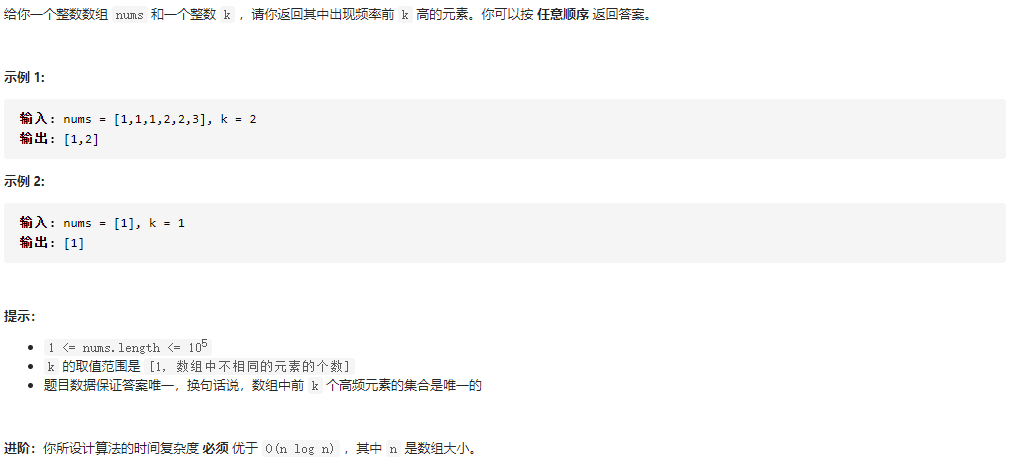 给你一个整数数组 nums 和一个整数 k ，请你返回其中出现频率前 k 高的元素。你可以按 任意顺序 返回答案。
示例 1:
输入: nums = [1,1,1,2,2,3], k = 2
输出: [1,2]
示例 2:
输入: nums = [1], k = 1
输出: [1]
提示：
1 <= nums.length <= 10⁵
k 的取值范围是 [1, 数组中不相同的元素的个数]
题目数据保证答案唯一，换句话说，数组中前 k 个高频元素的集合是唯一的
进阶：你所设计算法的时间复杂度 必须 优于 O(n log n) ，其中 n 是数组大小。